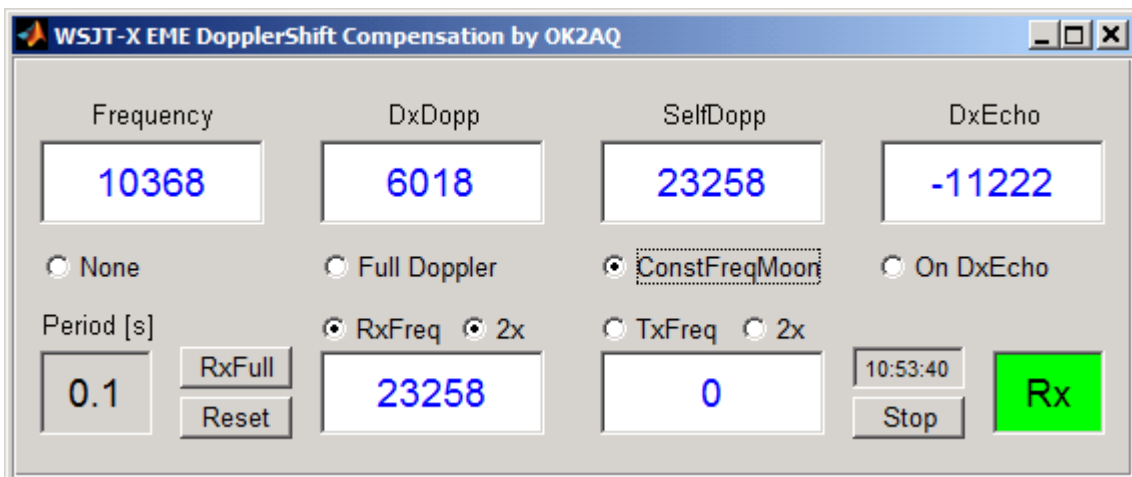 WSJT-X EME DopplerShift Compensation by OK2AQ
Frequency DxDopp SelfDopp DxEcho
10368 6018 23258 -11222
None Full Doppler ConstFreqMoon On DxEcho
Period [s] RxFreq 2x TxFreq 2x
0.1 RxFull 23258 0 10:53:40 Rx
Reset Stop